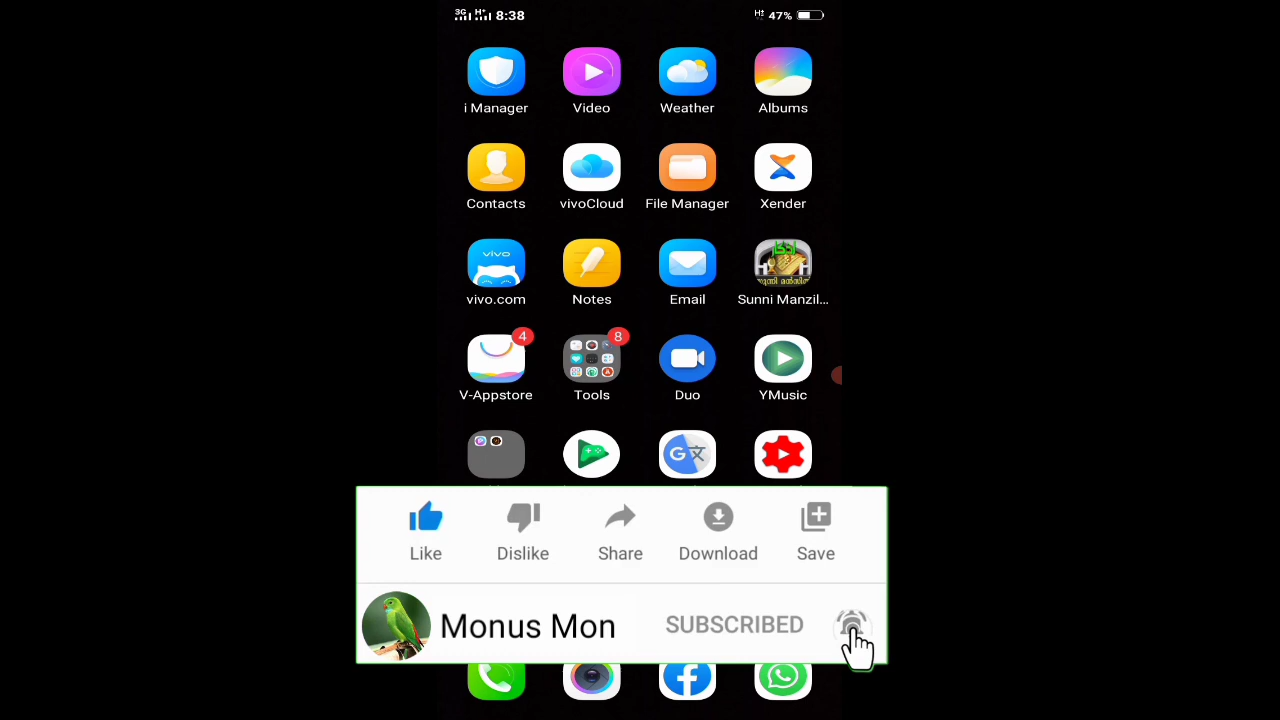 3G H+ 8:38 47%
i Manager Video Weather Albums
Contacts vivoCloud File Manager Xender
vivo
vivo.com Notes Email Sunni Manzil...
4 8
V-Appstore Tools Duo YMusic
G
Like Dislike Share Download Save
Monus Mon SUBSCRIBED